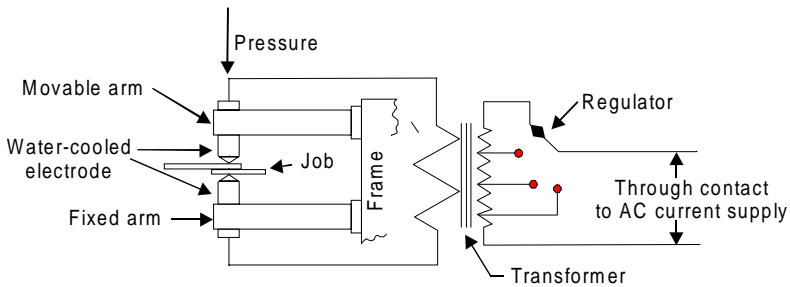 Pressure
Movable arm
Regulator
Water-cooled
electrode
Job
Frame
Through contact
to AC current supply
Fixed arm
Transformer